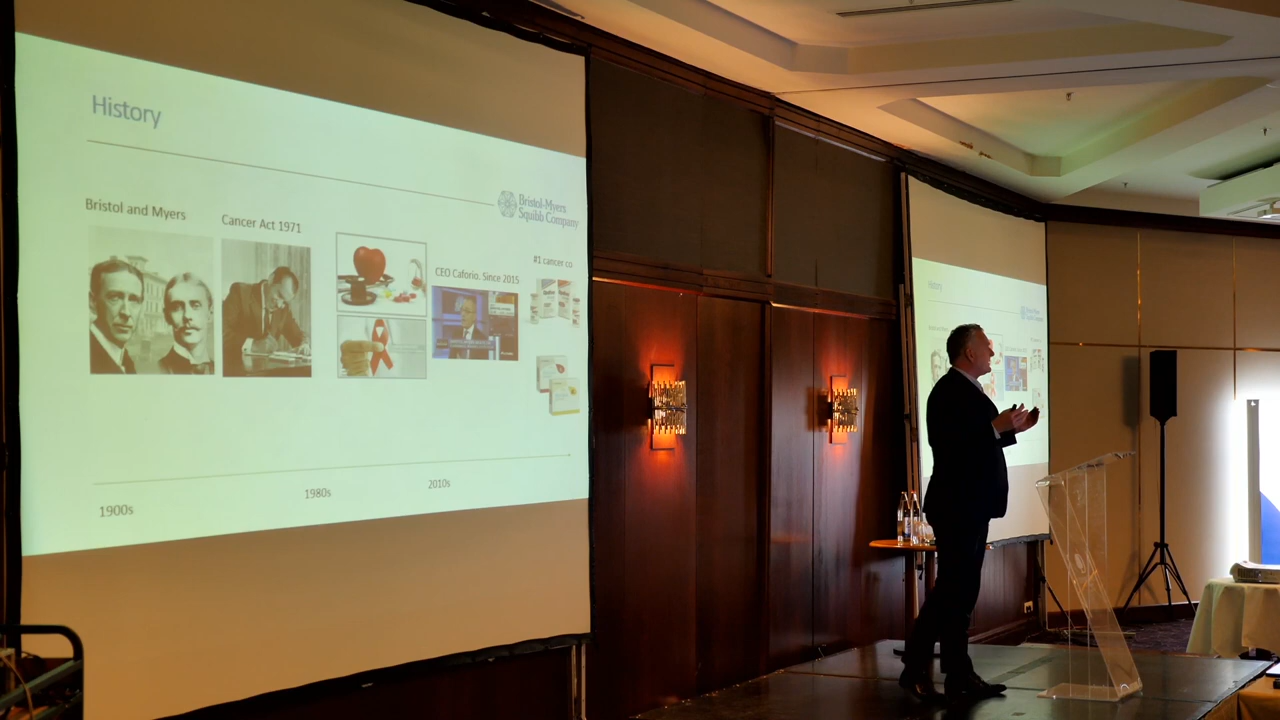 History
Bristol-Myers
Squibb Company
Bristol and Myers
Cancer Act 1971
CEO Caforio. Since 2015
#1 cancer co
1900s
1980s
2010s
History